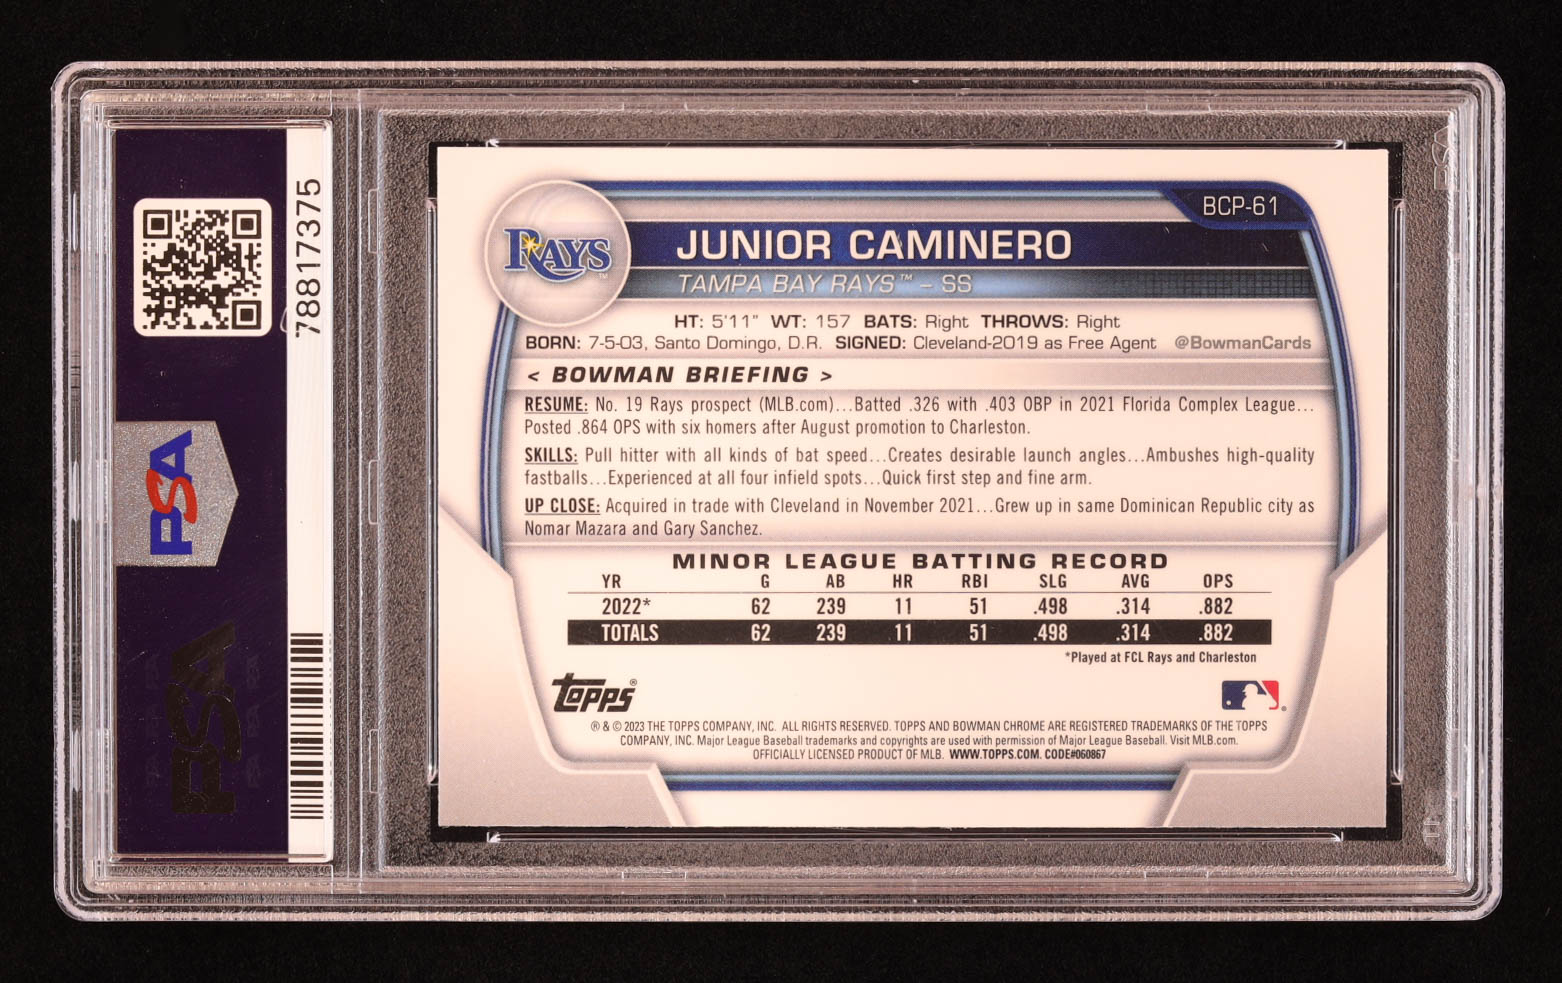 78817375
PSA
PSA
BCP-61
RAYS™
JUNIOR CAMINERO
TAMPA BAY RAYS™ – SS
HT: 5'11" WT: 157 BATS: Right THROWS: Right
BORN: 7-5-03, Santo Domingo, D.R. SIGNED: Cleveland-2019 as Free Agent @BowmanCards
< BOWMAN BRIEFING >
RESUME: No. 19 Rays prospect (MLB.com)...Batted .326 with .403 OBP in 2021 Florida Complex League...
Posted .864 OPS with six homers after August promotion to Charleston.
SKILLS: Pull hitter with all kinds of bat speed...Creates desirable launch angles...Ambushes high-quality
fastballs...Experienced at all four infield spots...Quick first step and fine arm.
UP CLOSE: Acquired in trade with Cleveland in November 2021...Grew up in same Dominican Republic city as
Nomar Mazara and Gary Sanchez.
MINOR LEAGUE BATTING RECORD
YR G AB HR RBI SLG AVG OPS
2022* 62 239 11 51 .498 .314 .882
TOTALS 62 239 11 51 .498 .314 .882
*Played at FCL Rays and Charleston
Topps®
® & © 2023 THE TOPPS COMPANY, INC. ALL RIGHTS RESERVED. TOPPS AND BOWMAN CHROME ARE REGISTERED TRADEMARKS OF THE TOPPS
COMPANY, INC. Major League Baseball trademarks and copyrights are used with permission of Major League Baseball. Visit MLB.com.
OFFICIALLY LICENSED PRODUCT OF MLB. WWW.TOPPS.COM. CODE#060867
PSA